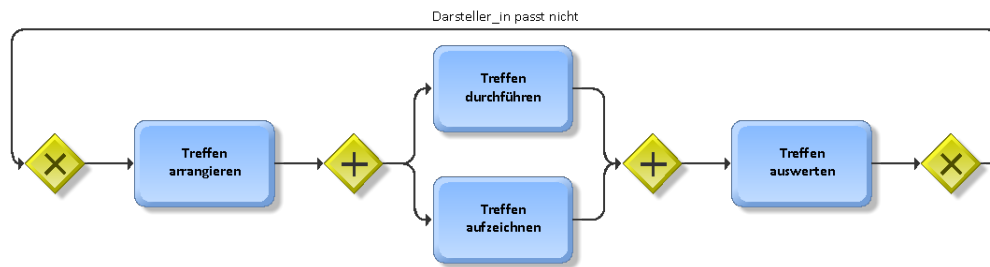 Darsteller_in passt nicht
Treffen
arrangieren
Treffen
durchführen
Treffen
aufzeichnen
Treffen
auswerten